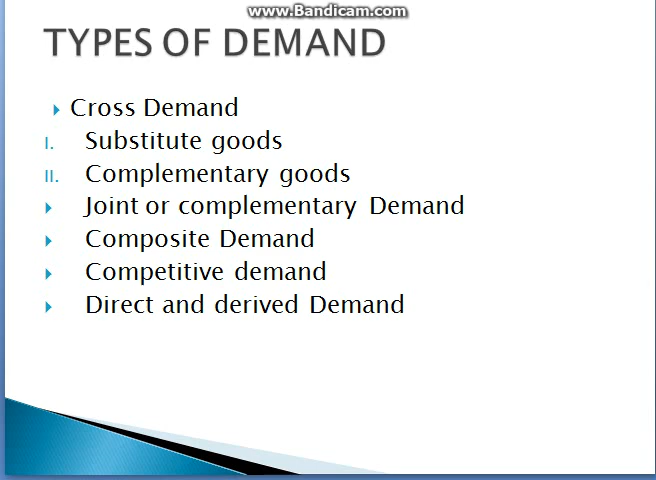 www.Bandicam.com
TYPES OF DEMAND
Cross Demand
I. Substitute goods
II. Complementary goods
Joint or complementary Demand
Composite Demand
Competitive demand
Direct and derived Demand